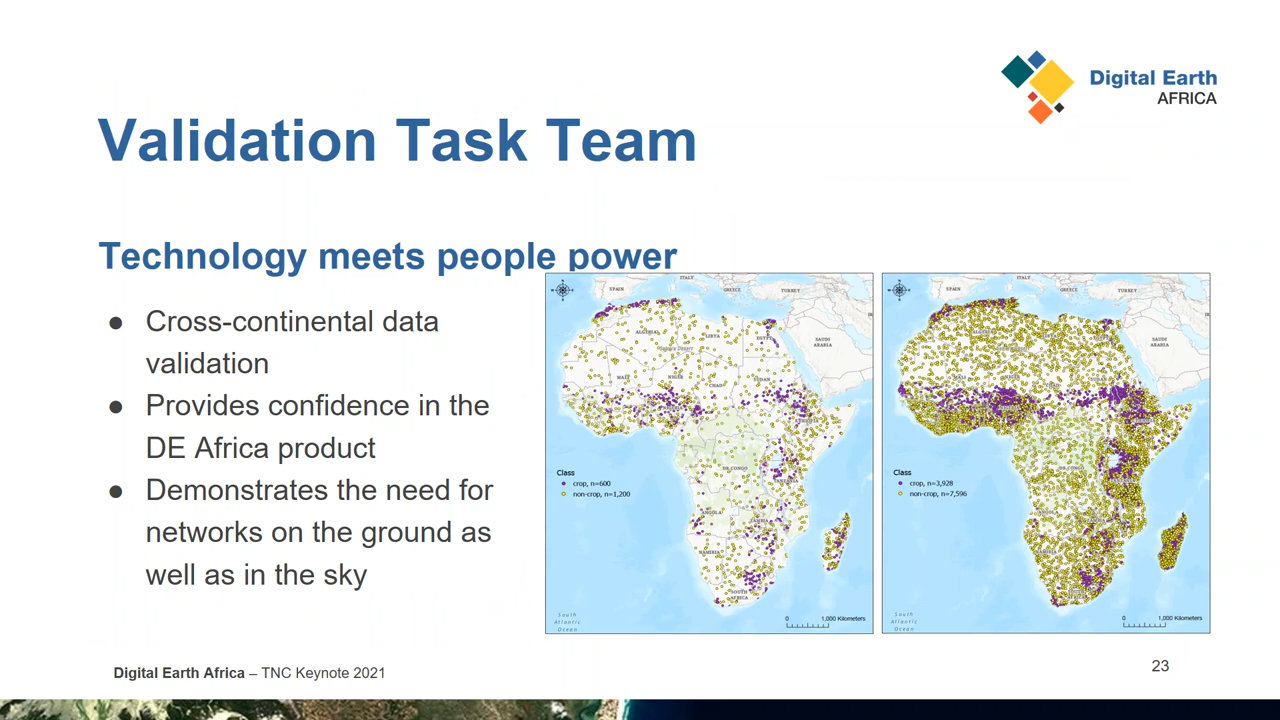 Digital Earth
AFRICA
Validation Task Team
Technology meets people power
● Cross-continental data
validation
● Provides confidence in the
DE Africa product
● Demonstrates the need for
networks on the ground as
well as in the sky
ITALY
SPAIN
GREECE
TURKEY
ALGERIA
LIBYA
EGYPT
SAUDI
ARABIA
MALI
NIGER
CHAD
SUDAN
DR CONGO
TANZANIA
ANGOLA
ZAMBIA
NAMIBIA
SOUTH
AFRICA
Class
crop, n=600
non-crop, n=1,200
South
Atlantic
Ocean
0 1,000 Kilometers
ITALY
SPAIN
GREECE
TURKEY
SAUDI
ARABIA
DR CONGO
Class
crop, n=3,928
non-crop, n=7,596
South
Atlantic
Ocean
0 1,000 Kilometers
Digital Earth Africa – TNC Keynote 2021
23